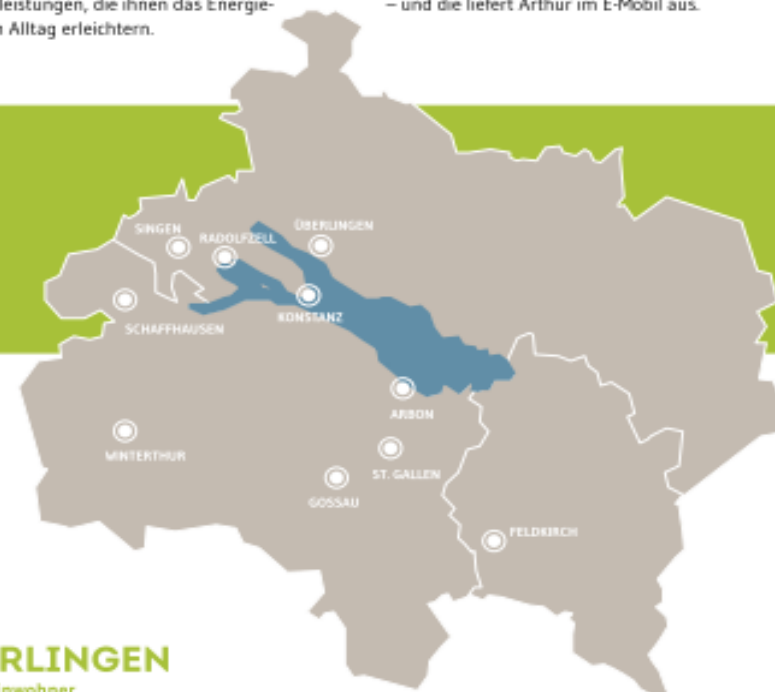 leistungen, die ihnen das Energie-
Alltag erleichtern.
– und die liefert Arthur im E-Mobil aus.
SINGEN
RADOLFZELL
ÜBERLINGEN
KONSTANZ
SCHAFFHAUSEN
ARBON
WINTERTHUR
ST. GALLEN
GOSSAU
FELDKIRCH
RLINGEN
nwohner